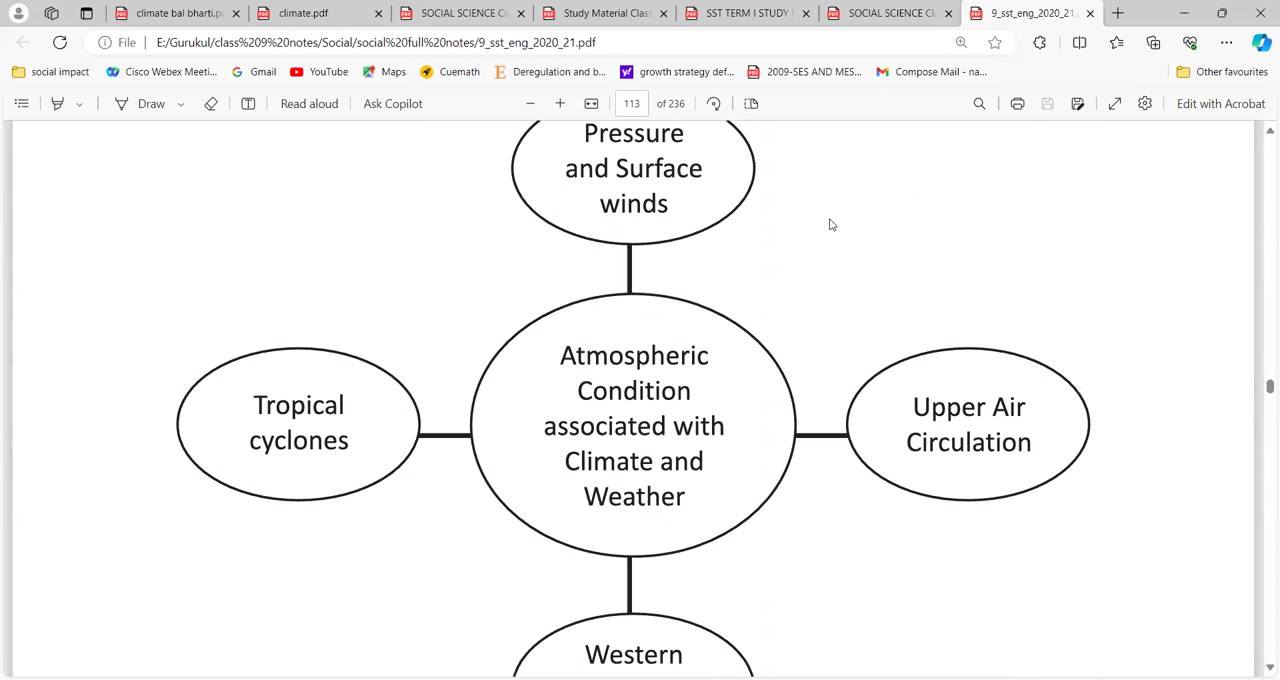 climate bal bharti.pd
climate.pdf
SOCIAL SCIENCE Cla
Study Material Class
SST TERM I STUDY M
SOCIAL SCIENCE Cla
9_sst_eng_2020_21.
File
E:/Gurukul/class%209%20notes/Social/social%20full%20notes/9_sst_eng_2020_21.pdf
social impact
Cisco Webex Meeti...
Gmail
YouTube
Maps
Cuemath
Deregulation and b...
growth strategy def...
2009-SES AND MES...
Compose Mail - na...
Other favourites
Draw
Read aloud
Ask Copilot
113 of 236
Edit with Acrobat
Pressure
and Surface
winds
Tropical
cyclones
Atmospheric
Condition
associated with
Climate and
Weather
Upper Air
Circulation
Western